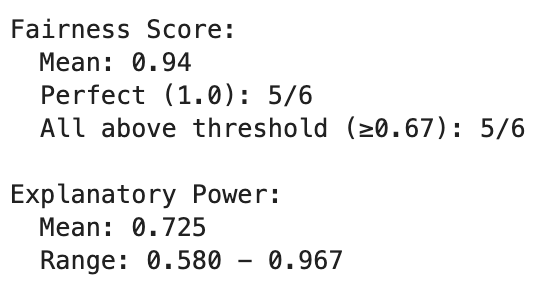 Fairness Score:
Mean: 0.94
Perfect (1.0): 5/6
All above threshold (≥0.67): 5/6
Explanatory Power:
Mean: 0.725
Range: 0.580 – 0.967